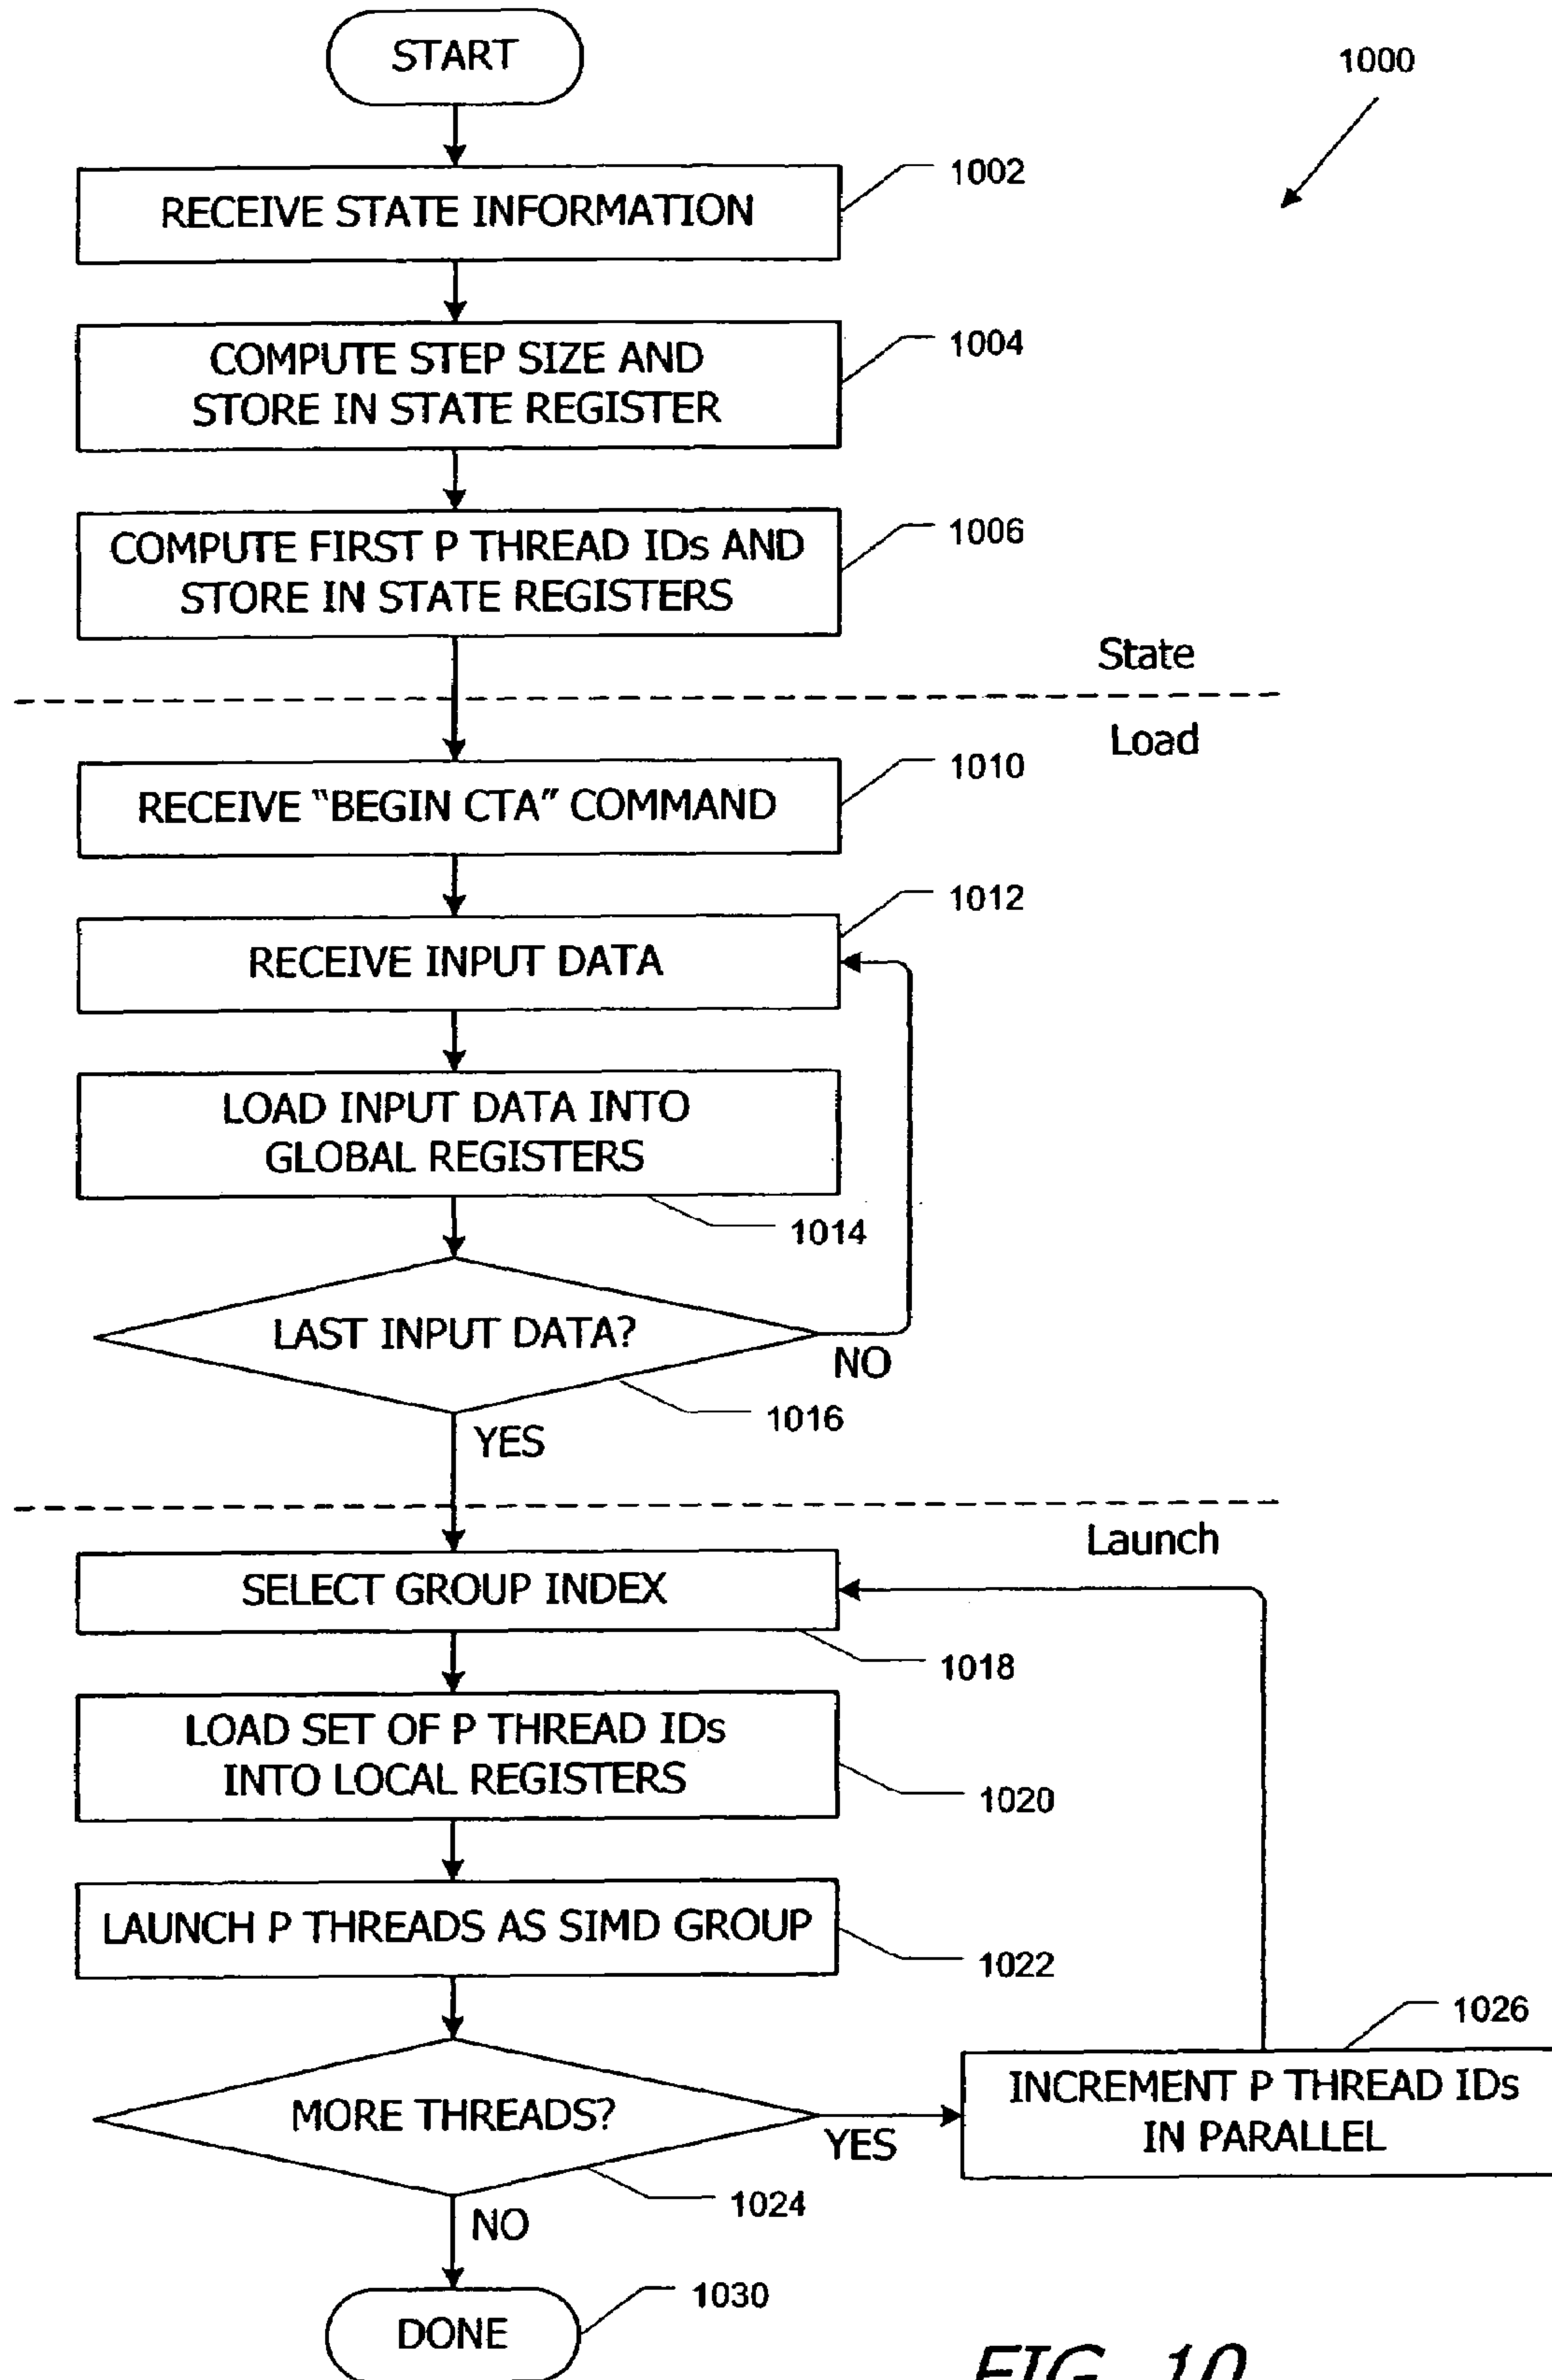 START
1000
1002
RECEIVE STATE INFORMATION
1004
COMPUTE STEP SIZE AND
STORE IN STATE REGISTER
1006
COMPUTE FIRST P THREAD IDs AND
STORE IN STATE REGISTERS
State
Load
1010
RECEIVE “BEGIN CTA” COMMAND
1012
RECEIVE INPUT DATA
LOAD INPUT DATA INTO
GLOBAL REGISTERS
1014
LAST INPUT DATA?
NO
1016
YES
Launch
SELECT GROUP INDEX
1018
LOAD SET OF P THREAD IDs
INTO LOCAL REGISTERS
1020
LAUNCH P THREADS AS SIMD GROUP
1022
1026
INCREMENT P THREAD IDs
IN PARALLEL
MORE THREADS?
YES
1024
NO
1030
DONE
FIG. 10